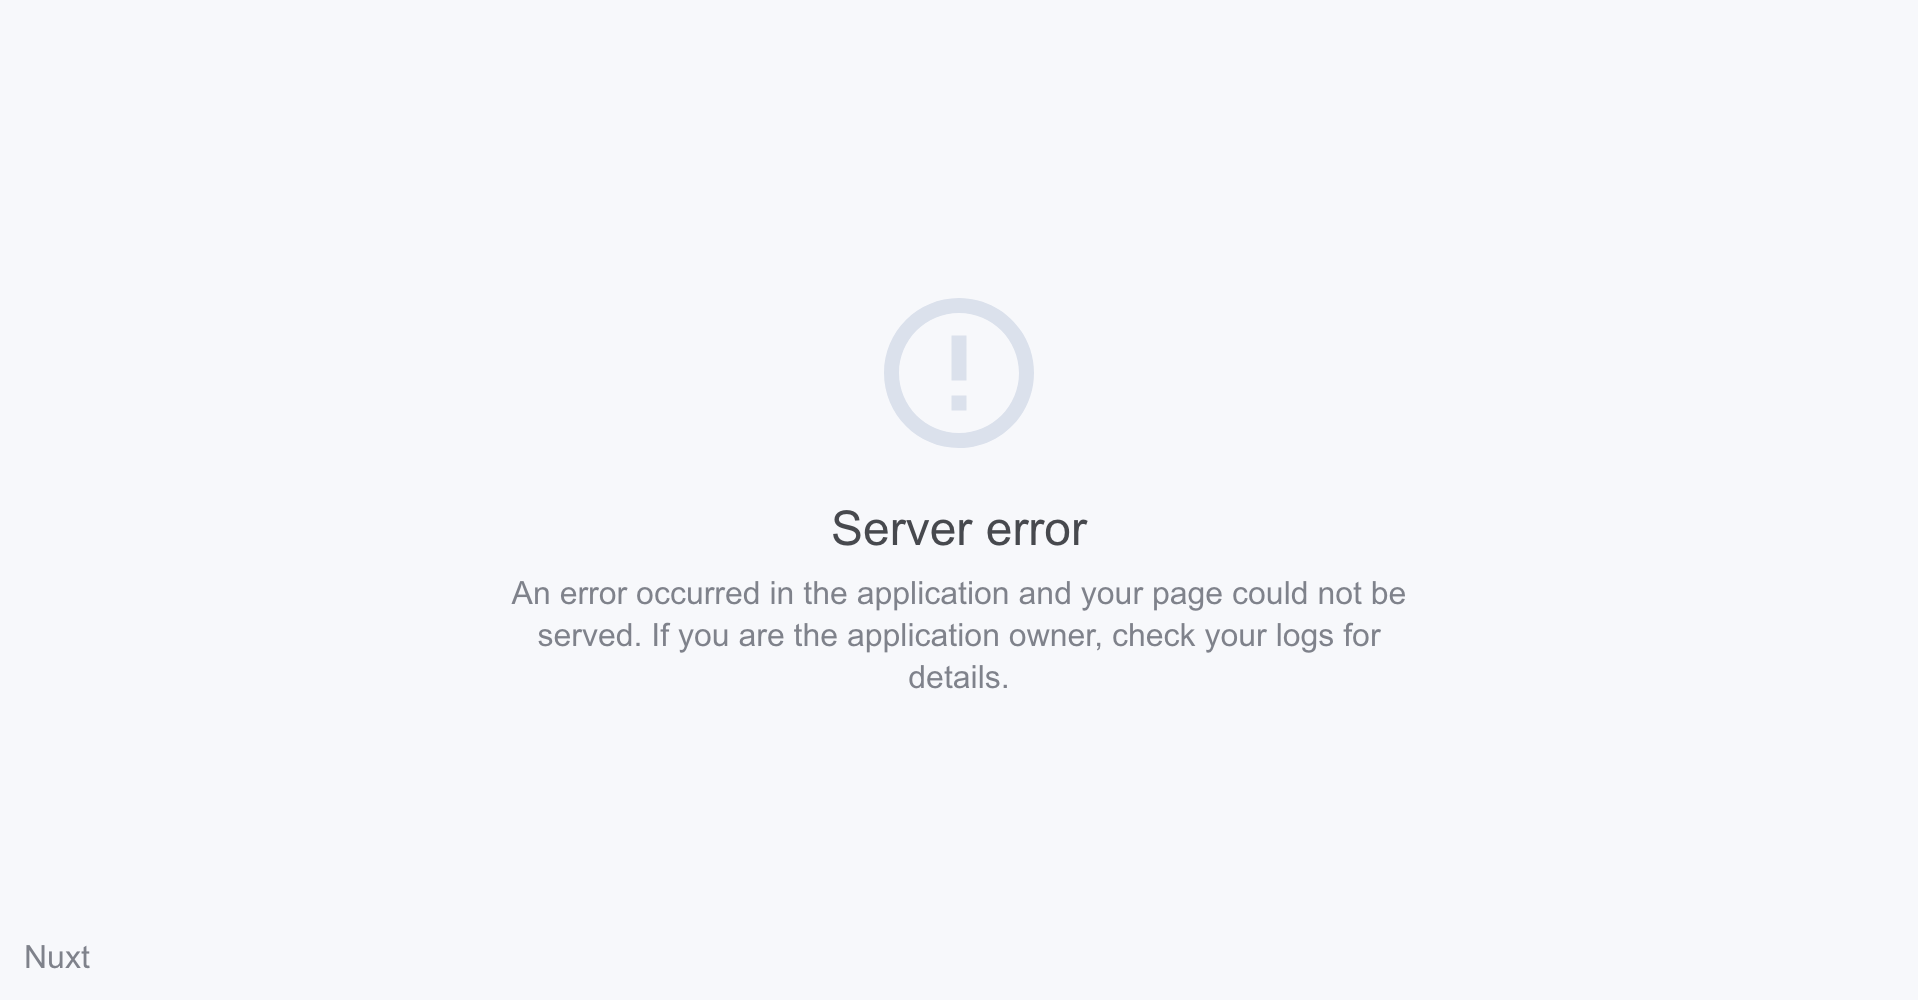 Server error
An error occurred in the application and your page could not be
served. If you are the application owner, check your logs for
details.
Nuxt